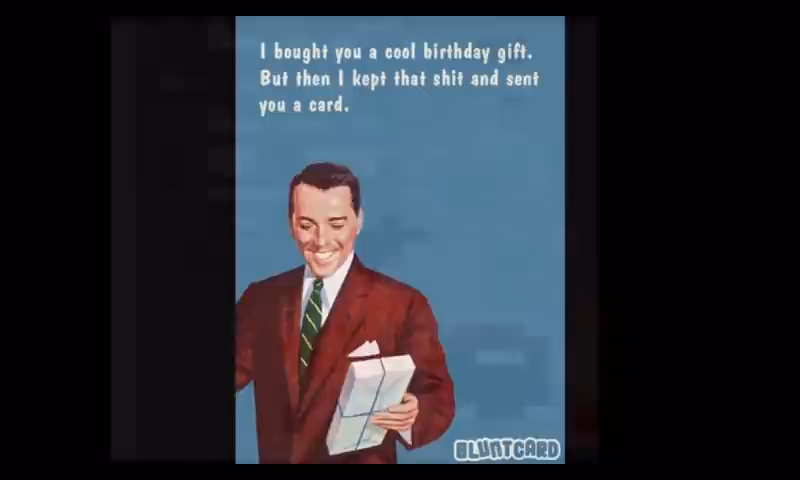 I bought you a cool birthday gift.
But then I kept that shit and sent
you a card.
BLUNTCARD